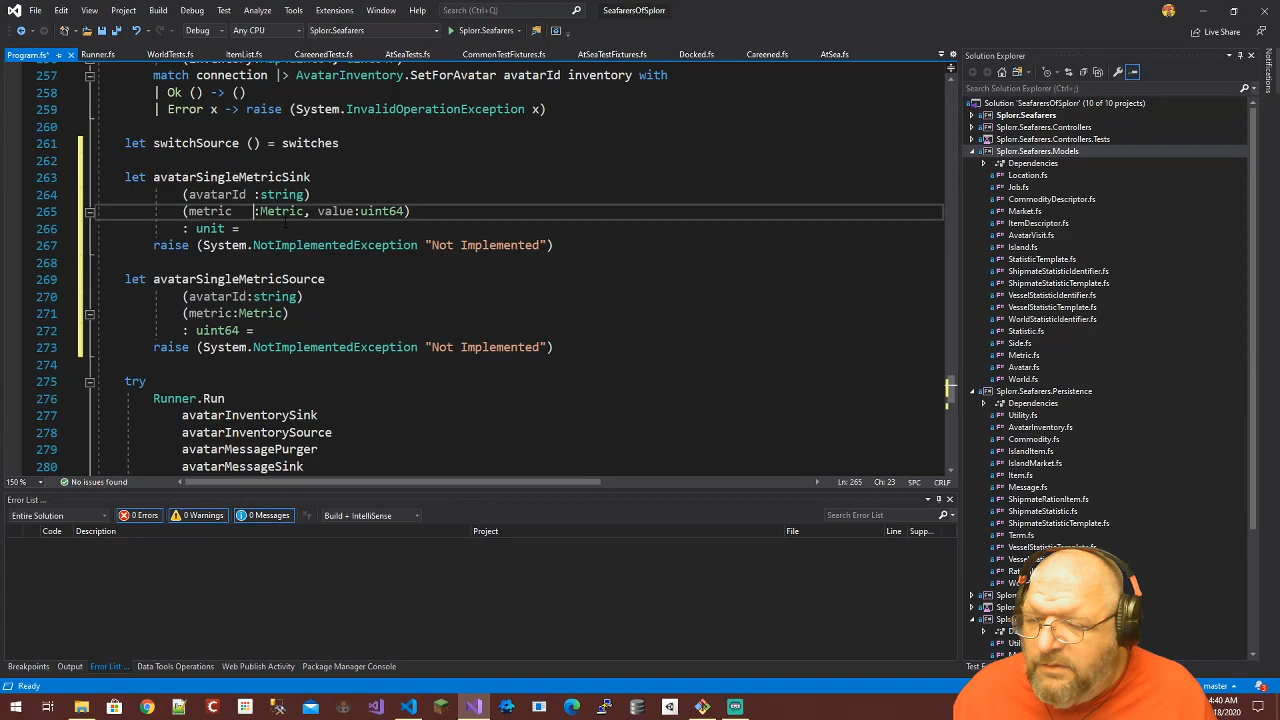 File Edit View Git Project Build Debug Test Analyze Tools Extensions Window Help Search (Ctrl+Q) SeafarersOfSplorr
Debug Any CPU Splorr.Seafarers Splorr.Seafarers Live Share
Program.fs* Runner.fs WorldTests.fs ItemList.fs CareenedTests.fs AtSeaTests.fs CommonTestFixtures.fs AtSeaTestFixtures.fs Docked.fs AtSea.fs
257 match connection |> AvatarInventory.SetForAvatar avatarId inventory with
258 | Ok () -> ()
259 | Error x -> raise (System.InvalidOperationException x)
260
261 let switchSource () = switches
262
263 let avatarSingleMetricSink
264 (avatarId :string)
265 (metric   :Metric, value:uint64)
266 : unit =
267 raise (System.NotImplementedException "Not Implemented")
268
269 let avatarSingleMetricSource
270 (avatarId:string)
271 (metric:Metric)
272 : uint64 =
273 raise (System.NotImplementedException "Not Implemented")
274
275 try
276 Runner.Run
277 avatarInventorySink
278 avatarInventorySource
279 avatarMessagePurger
280 avatarMessageSink
150 % No issues found Ln: 265 Ch: 23 SPC CRLF
Error List ...
Entire Solution 0 Errors 0 Warnings 0 Messages Build + IntelliSense Search Error List
Code Description Project File Line Supp...
Breakpoints Output Error List ... Data Tools Operations Web Publish Activity Package Manager Console
Ready
Solution Explorer
Search Solution Explorer (Ctrl+;)
Solution 'SeafarersOfSplorr' (10 of 10 projects)
Splorr.Seafarers
Splorr.Seafarers.Controllers
Splorr.Seafarers.Controllers.Tests
Splorr.Seafarers.Models
Dependencies
Location.fs
Job.fs
CommodityDescriptor.fs
Market.fs
AvatarVisit.fs
Island.fs
StatisticTemplate.fs
ShipmateStatisticIdentifier.fs
ShipmateStatisticTemplate.fs
VesselStatisticIdentifier.fs
VesselStatisticTemplate.fs
WorldStatisticIdentifier.fs
Statistic.fs
Side.fs
Metric.fs
Avatar.fs
World.fs
Splorr.Seafarers.Persistence
Dependencies
Utility.fs
AvatarInventory.fs
Commodity.fs
IslandItem.fs
IslandMarket.fs
Item.fs
Message.fs
ShipmateRationItem.fs
ShipmateStatistic.fs
ShipmateStatisticTemplate.fs
Term.fs
VesselStatisticTemplate.fs
Notifications
master